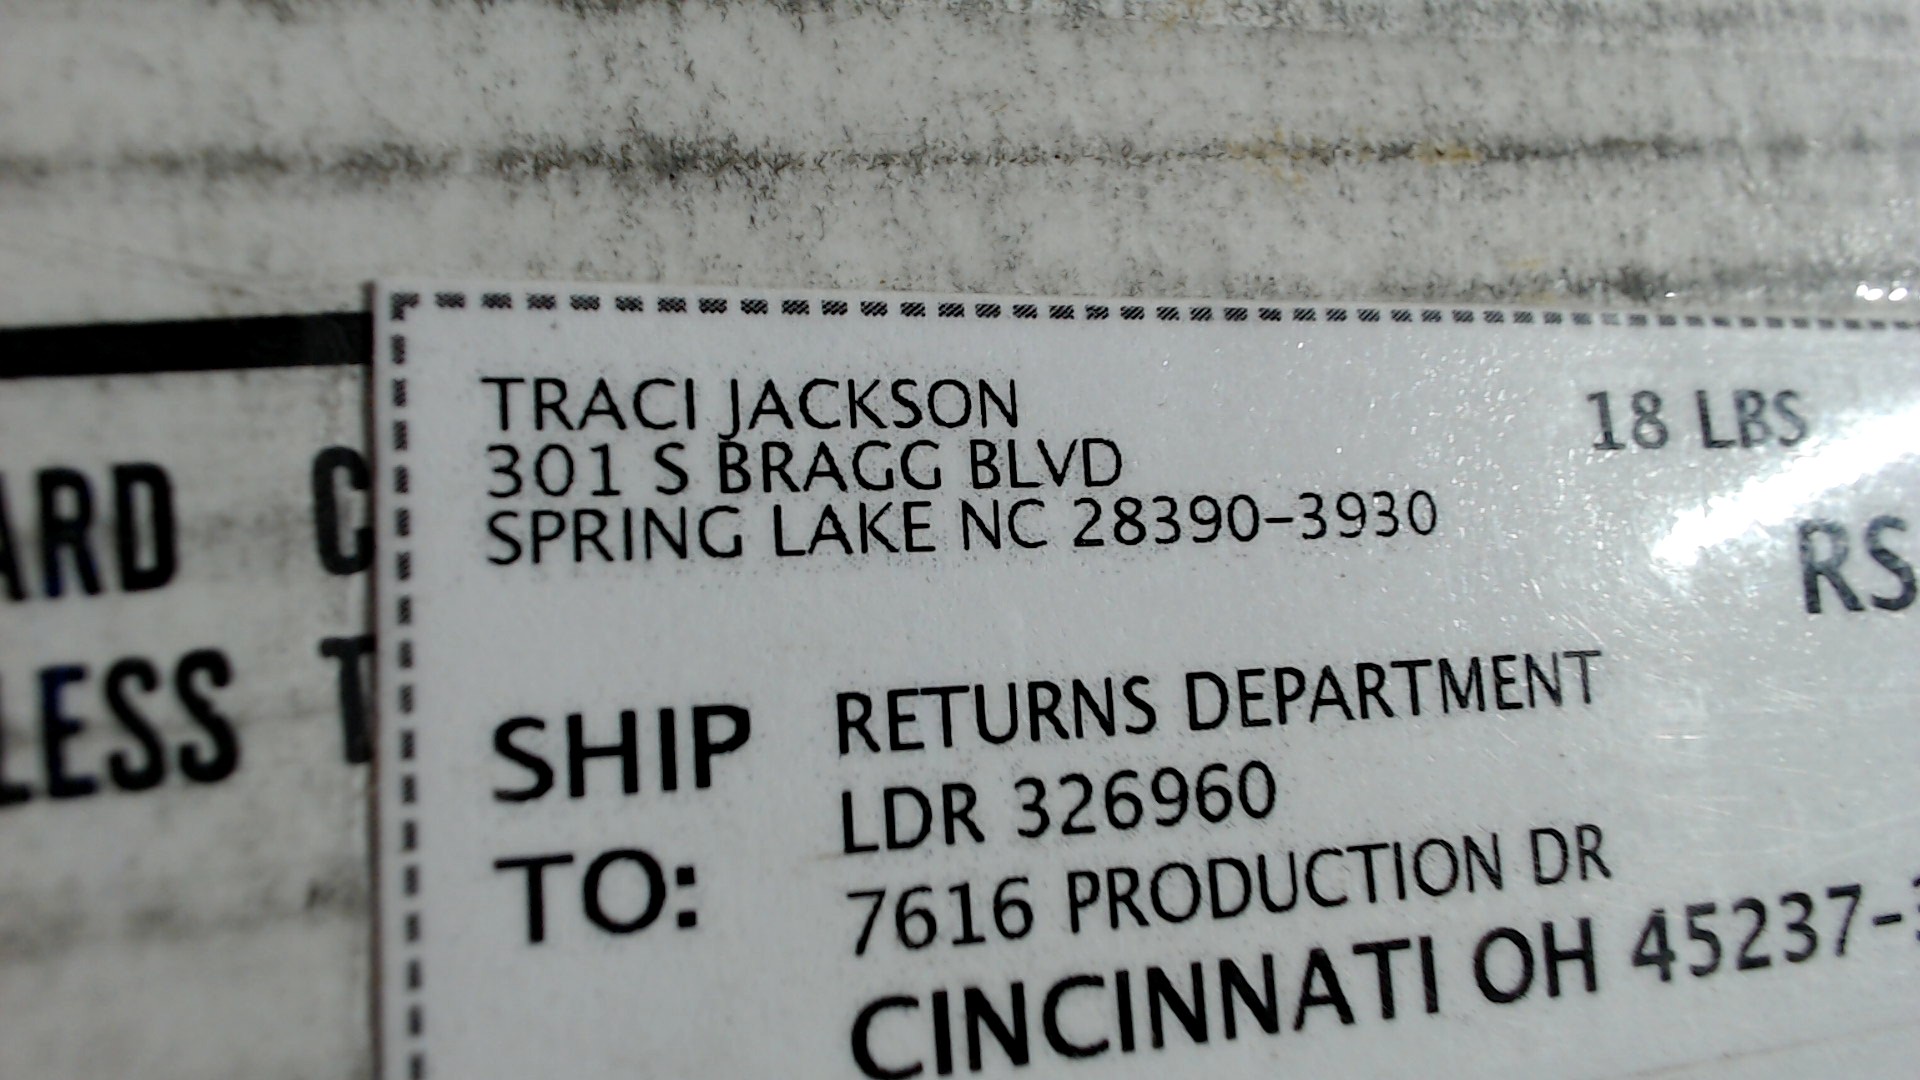 TRACI JACKSON
301 S BRAGG BLVD
SPRING LAKE NC 28390-3930
18 LBS
RS
SHIP
TO:
RETURNS DEPARTMENT
LDR 326960
7616 PRODUCTION DR
CINCINNATI OH 45237-
ARD C
LESS T